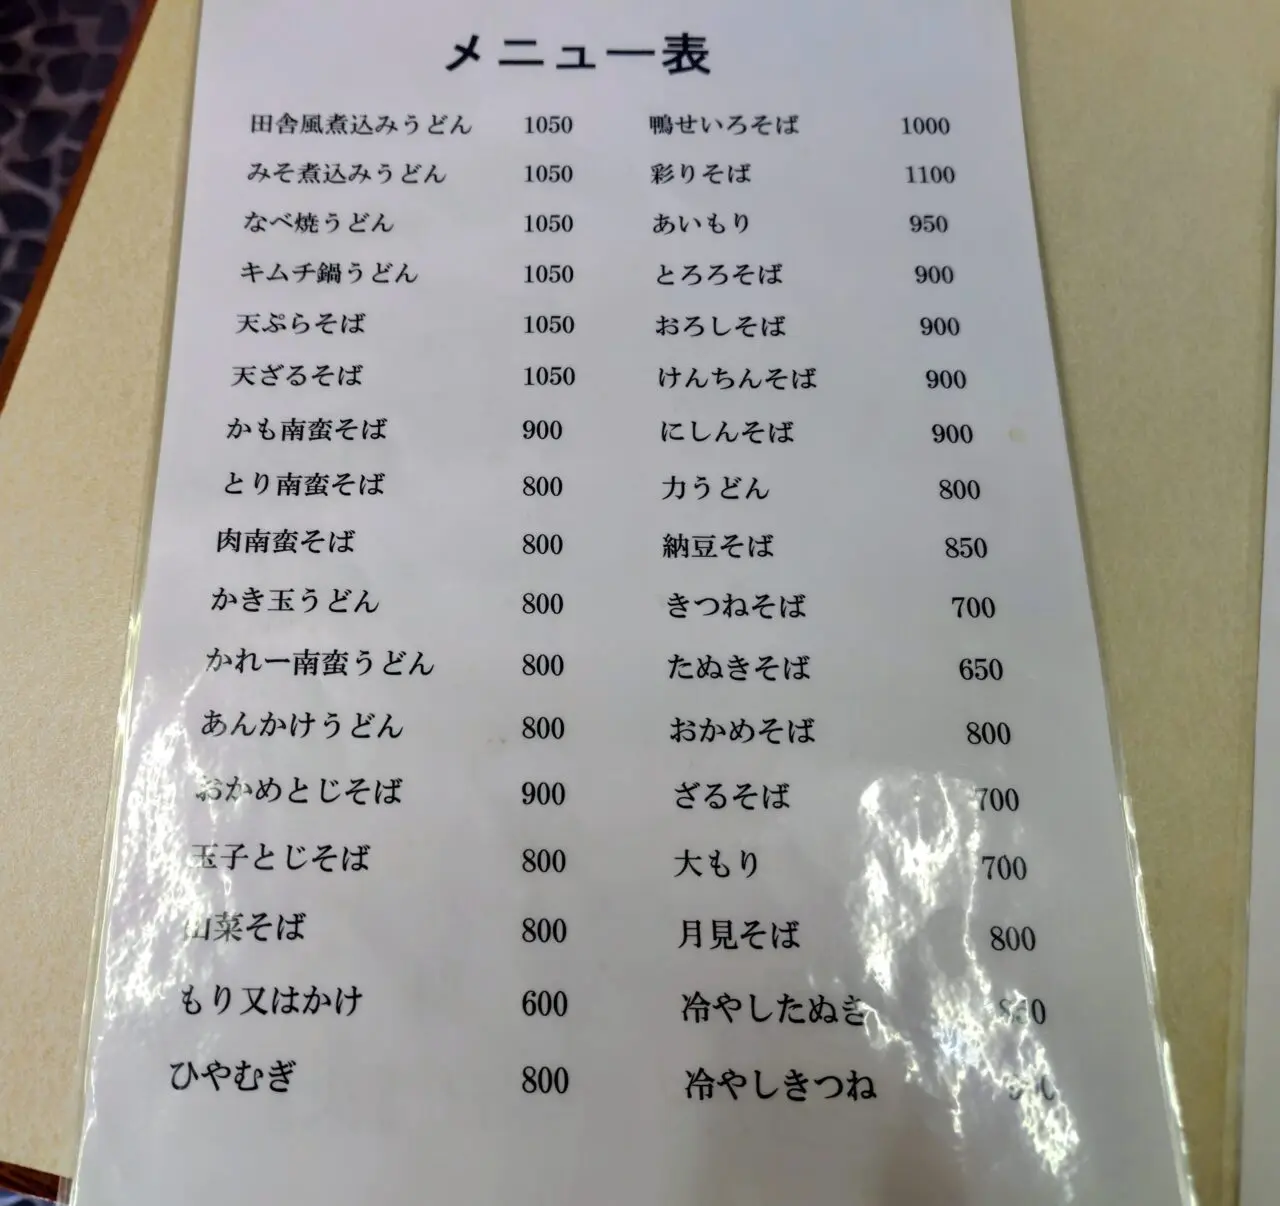 メニュー表
田舎風煮込みうどん 1050 鴨せいろそば 1000
みそ煮込みうどん 1050 彩りそば 1100
なべ焼うどん 1050 あいもり 950
キムチ鍋うどん 1050 とろろそば 900
天ぷらそば 1050 おろしそば 900
天ざるそば 1050 けんちんそば 900
かも南蛮そば 900 にしんそば 900
とり南蛮そば 800 力うどん 800
肉南蛮そば 800 納豆そば 850
かき玉うどん 800 きつねそば 700
かれー南蛮うどん 800 たぬきそば 650
あんかけうどん 800 おかめそば 800
おかめとじそば 900 ざるそば 700
玉子とじそば 800 大もり 700
山菜そば 800 月見そば 800
もり又はかけ 600 冷やしたぬき
ひやむぎ 800 冷やしきつね